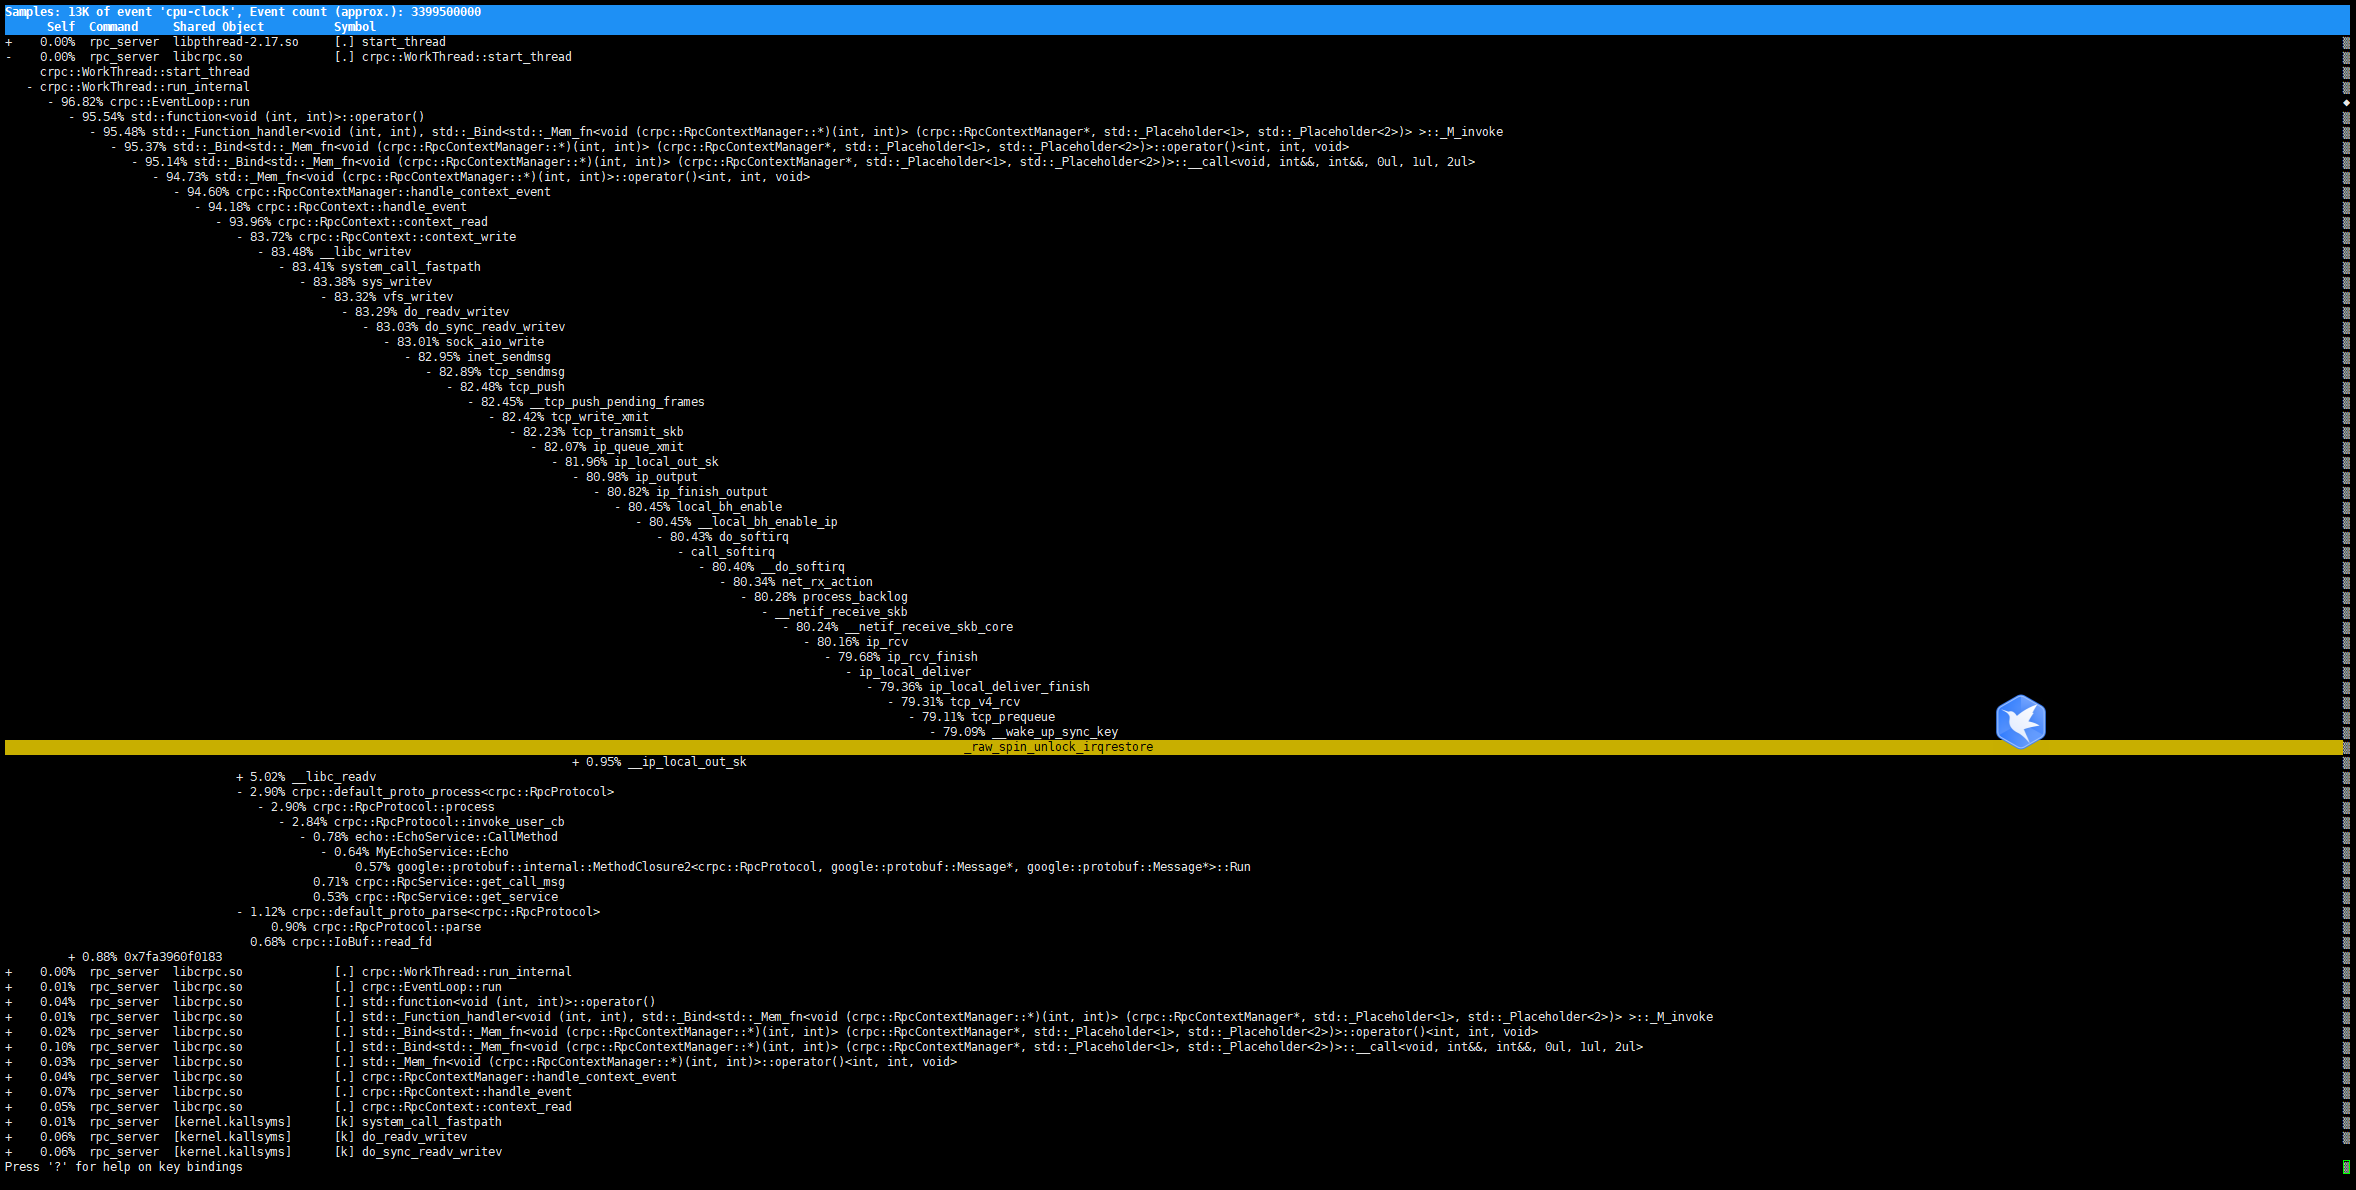 Samples: 13K of event 'cpu-clock', Event count (approx.): 3399500000
Self  Command     Shared Object          Symbol
+    0.00%  rpc_server  libpthread-2.17.so     [.] start_thread
-    0.00%  rpc_server  libcrpc.so             [.] crpc::WorkThread::start_thread
crpc::WorkThread::start_thread
- crpc::WorkThread::run_internal
- 96.82% crpc::EventLoop::run
- 95.54% std::function<void (int, int)>::operator()
- 95.48% std::_Function_handler<void (int, int), std::_Bind<std::_Mem_fn<void (crpc::RpcContextManager::*)(int, int)> (crpc::RpcContextManager*, std::_Placeholder<1>, std::_Placeholder<2>)> >::_M_invoke
- 95.37% std::_Bind<std::_Mem_fn<void (crpc::RpcContextManager::*)(int, int)> (crpc::RpcContextManager*, std::_Placeholder<1>, std::_Placeholder<2>)>::operator()<int, int, void>
- 95.14% std::_Bind<std::_Mem_fn<void (crpc::RpcContextManager::*)(int, int)> (crpc::RpcContextManager*, std::_Placeholder<1>, std::_Placeholder<2>)>::__call<void, int&&, int&&, 0ul, 1ul, 2ul>
- 94.73% std::_Mem_fn<void (crpc::RpcContextManager::*)(int, int)>::operator()<int, int, void>
- 94.60% crpc::RpcContextManager::handle_context_event
- 94.18% crpc::RpcContext::handle_event
- 93.96% crpc::RpcContext::context_read
- 83.72% crpc::RpcContext::context_write
- 83.48% __libc_writev
- 83.41% system_call_fastpath
- 83.38% sys_writev
- 83.32% vfs_writev
- 83.29% do_readv_writev
- 83.03% do_sync_readv_writev
- 83.01% sock_aio_write
- 82.95% inet_sendmsg
- 82.89% tcp_sendmsg
- 82.48% tcp_push
- 82.45% __tcp_push_pending_frames
- 82.42% tcp_write_xmit
- 82.23% tcp_transmit_skb
- 82.07% ip_queue_xmit
- 81.96% ip_local_out_sk
- 80.98% ip_output
- 80.82% ip_finish_output
- 80.45% local_bh_enable
- 80.45% __local_bh_enable_ip
- 80.43% do_softirq
- call_softirq
- 80.40% __do_softirq
- 80.34% net_rx_action
- 80.28% process_backlog
- __netif_receive_skb
- 80.24% __netif_receive_skb_core
- 80.16% ip_rcv
- 79.68% ip_rcv_finish
- ip_local_deliver
- 79.36% ip_local_deliver_finish
- 79.31% tcp_v4_rcv
- 79.11% tcp_prequeue
- 79.09% __wake_up_sync_key
_raw_spin_unlock_irqrestore
+ 0.95% __ip_local_out_sk
+ 5.02% __libc_readv
- 2.90% crpc::default_proto_process<crpc::RpcProtocol>
- 2.90% crpc::RpcProtocol::process
- 2.84% crpc::RpcProtocol::invoke_user_cb
- 0.78% echo::EchoService::CallMethod
- 0.64% MyEchoService::Echo
0.57% google::protobuf::internal::MethodClosure2<crpc::RpcProtocol, google::protobuf::Message*, google::protobuf::Message*>::Run
0.71% crpc::RpcService::get_call_msg
0.53% crpc::RpcService::get_service
- 1.12% crpc::default_proto_parse<crpc::RpcProtocol>
0.90% crpc::RpcProtocol::parse
0.68% crpc::IoBuf::read_fd
+ 0.88% 0x7fa3960f0183
+    0.00%  rpc_server  libcrpc.so             [.] crpc::WorkThread::run_internal
+    0.01%  rpc_server  libcrpc.so             [.] crpc::EventLoop::run
+    0.04%  rpc_server  libcrpc.so             [.] std::function<void (int, int)>::operator()
+    0.01%  rpc_server  libcrpc.so             [.] std::_Function_handler<void (int, int), std::_Bind<std::_Mem_fn<void (crpc::RpcContextManager::*)(int, int)> (crpc::RpcContextManager*, std::_Placeholder<1>, std::_Placeholder<2>)> >::_M_invoke
+    0.02%  rpc_server  libcrpc.so             [.] std::_Bind<std::_Mem_fn<void (crpc::RpcContextManager::*)(int, int)> (crpc::RpcContextManager*, std::_Placeholder<1>, std::_Placeholder<2>)>::operator()<int, int, void>
+    0.10%  rpc_server  libcrpc.so             [.] std::_Bind<std::_Mem_fn<void (crpc::RpcContextManager::*)(int, int)> (crpc::RpcContextManager*, std::_Placeholder<1>, std::_Placeholder<2>)>::__call<void, int&&, int&&, 0ul, 1ul, 2ul>
+    0.03%  rpc_server  libcrpc.so             [.] std::_Mem_fn<void (crpc::RpcContextManager::*)(int, int)>::operator()<int, int, void>
+    0.04%  rpc_server  libcrpc.so             [.] crpc::RpcContextManager::handle_context_event
+    0.07%  rpc_server  libcrpc.so             [.] crpc::RpcContext::handle_event
+    0.05%  rpc_server  libcrpc.so             [.] crpc::RpcContext::context_read
+    0.01%  rpc_server  [kernel.kallsyms]      [k] system_call_fastpath
+    0.06%  rpc_server  [kernel.kallsyms]      [k] do_readv_writev
+    0.06%  rpc_server  [kernel.kallsyms]      [k] do_sync_readv_writev
Press '?' for help on key bindings